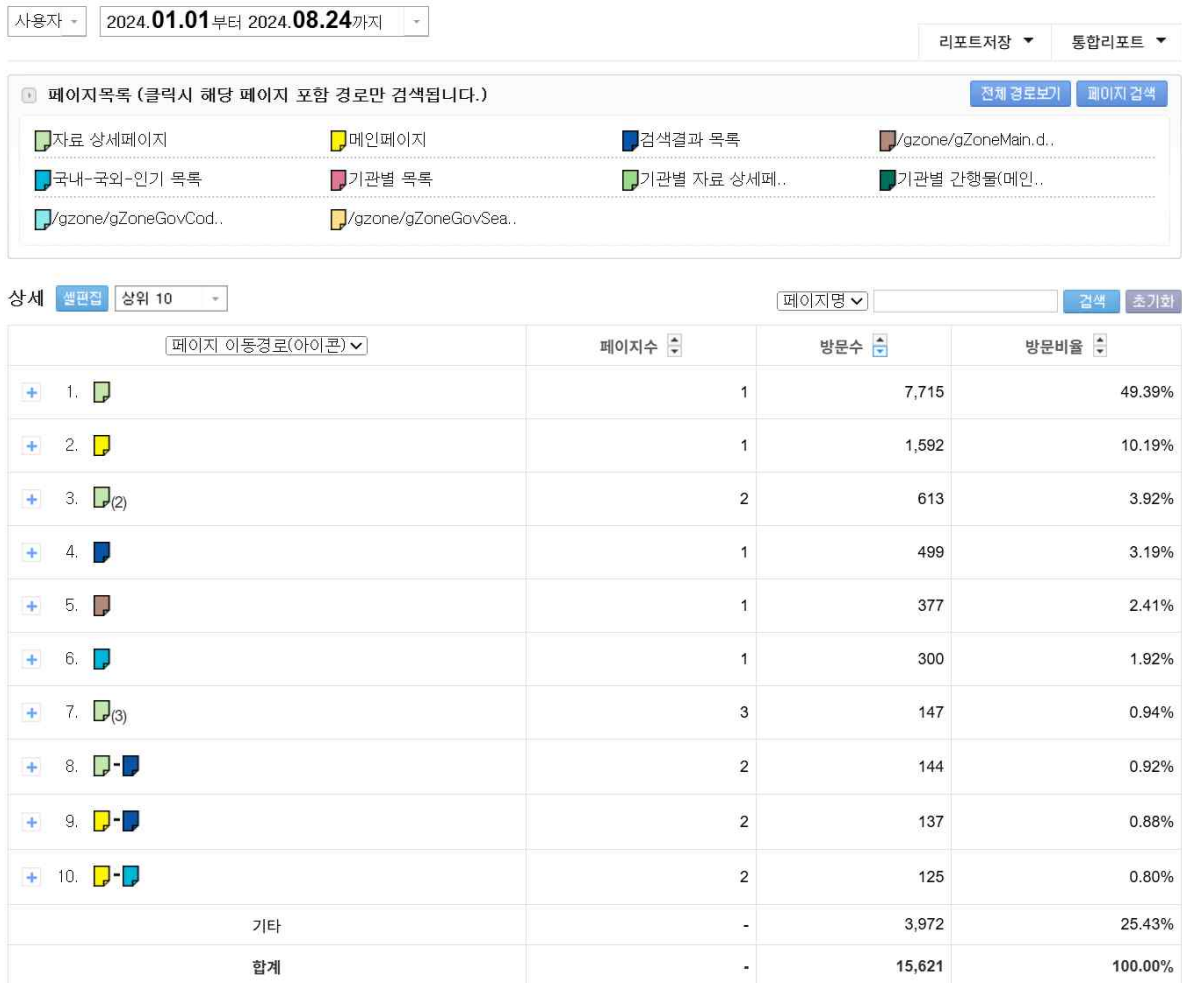 사용자
2024.01.01부터 2024.08.24까지
리포트저장 통합리포트
페이지목록 (클릭시 해당 페이지 포함 경로만 검색됩니다.) 전체 경로보기 페이지 검색
자료 상세페이지 메인페이지 검색결과 목록 /gzone/gZoneMain.d..
국내-국외-인기 목록 기관별 목록 기관별 자료 상세페.. 기관별 간행물(메인..
/gzone/gZoneGovCod.. /gzone/gZoneGovSea..
상세 셀편집 상위 10 페이지명 검색 초기화
페이지 이동경로(아이콘) 페이지수 방문수 방문비율
1. 1 7,715 49.39%
2. 1 1,592 10.19%
3. (2) 2 613 3.92%
4. 1 499 3.19%
5. 1 377 2.41%
6. 1 300 1.92%
7. (3) 3 147 0.94%
8. - 2 144 0.92%
9. - 2 137 0.88%
10. - 2 125 0.80%
기타 - 3,972 25.43%
합계 - 15,621 100.00%